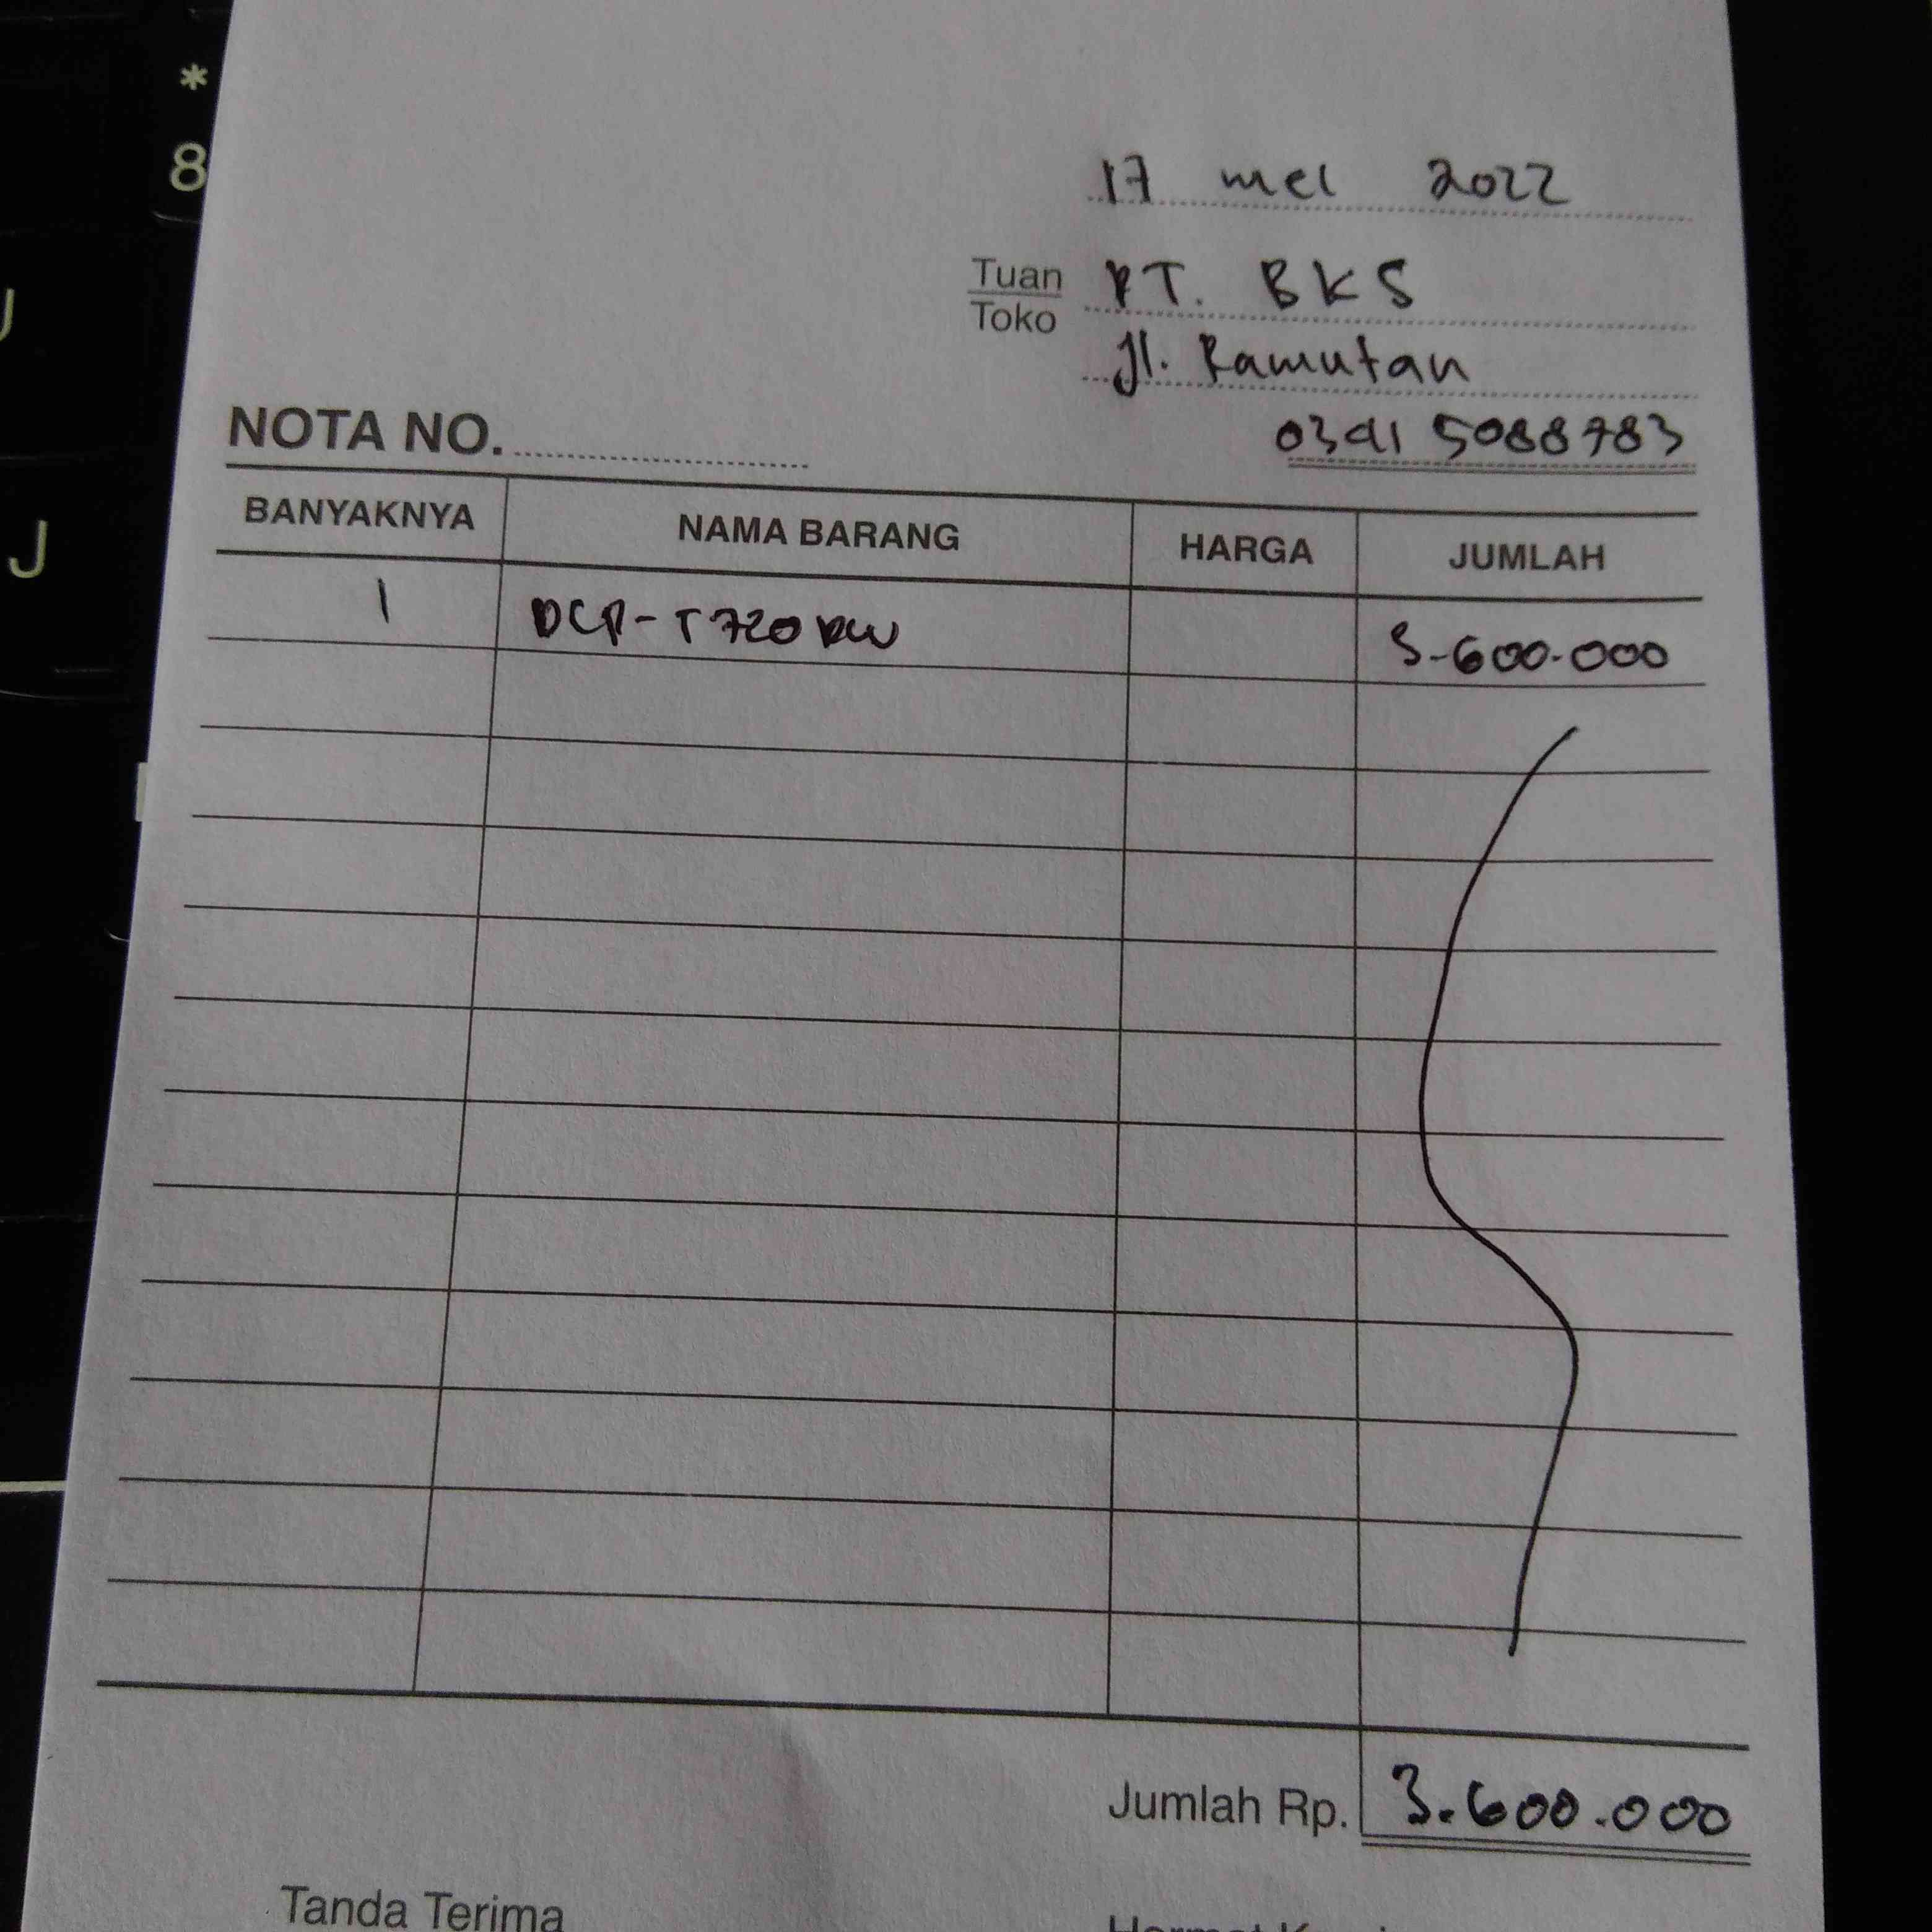 *
8
J
17 mei 2022
Tuan PT. BKS
Toko
Jl. Ramutan
NOTA NO. 0341 5088783
BANYAKNYA NAMA BARANG HARGA JUMLAH
1 DCP-T720DW 3-600.000
Jumlah Rp. 3.600.000
Tanda Terima